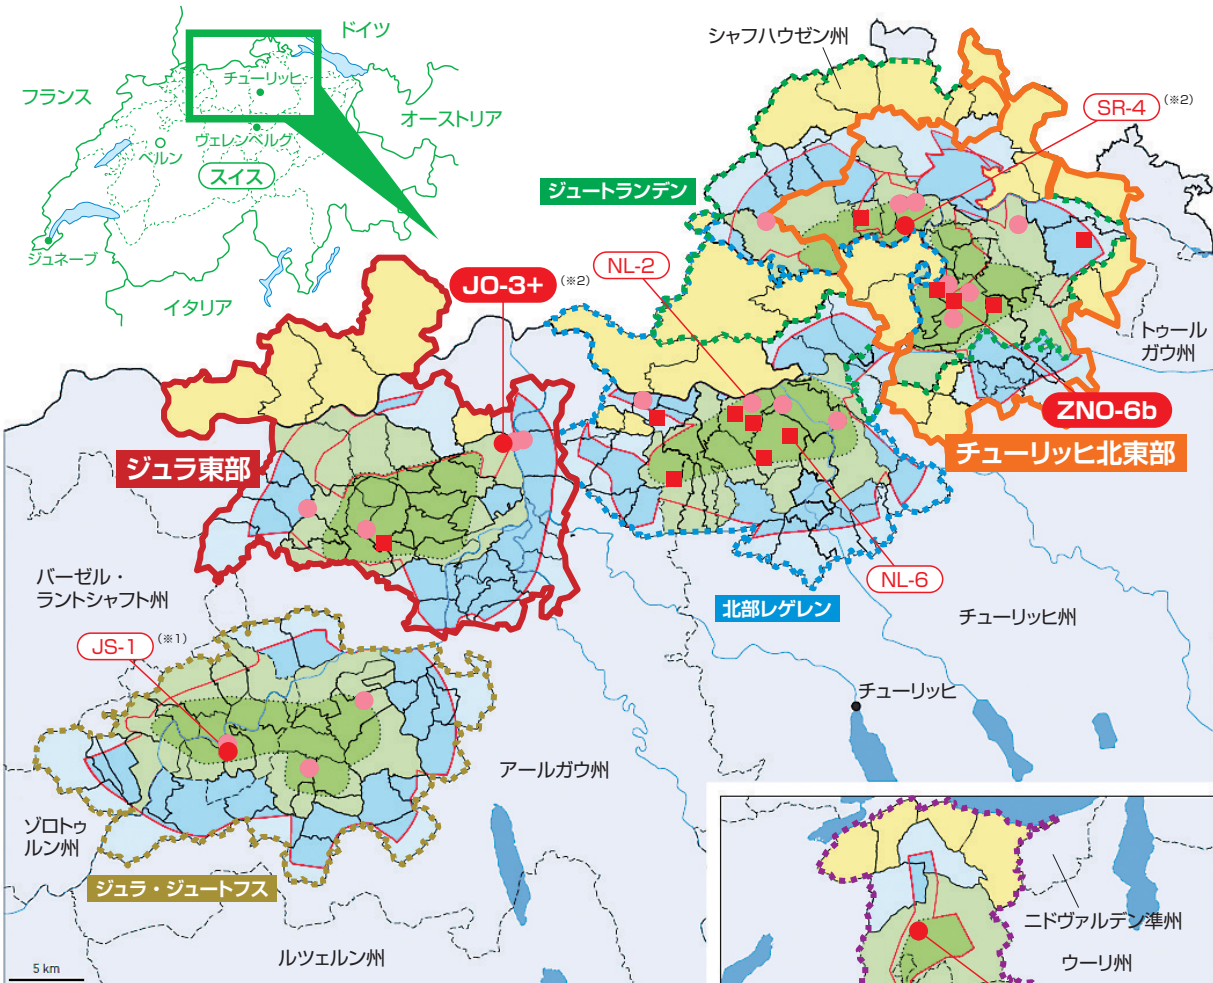 ドイツ
フランス
チューリッヒ
オーストリア
ヴェレンベルグ
ベルン
スイス
ジュネーブ
イタリア
シャフハウゼン州
SR-4 (※2)
ジュートランデン
NL-2
JO-3+ (※2)
トゥール
ガウ州
ZNO-6b
チューリッヒ北東部
ジュラ東部
NL-6
バーゼル・
ラントシャフト州
北部レゲレン
チューリッヒ州
JS-1 (※1)
チューリッヒ
アールガウ州
ゾロトゥ
ルン州
ジュラ・ジュートフス
ニドヴァルデン準州
ルツェルン州
ウーリ州
5 km